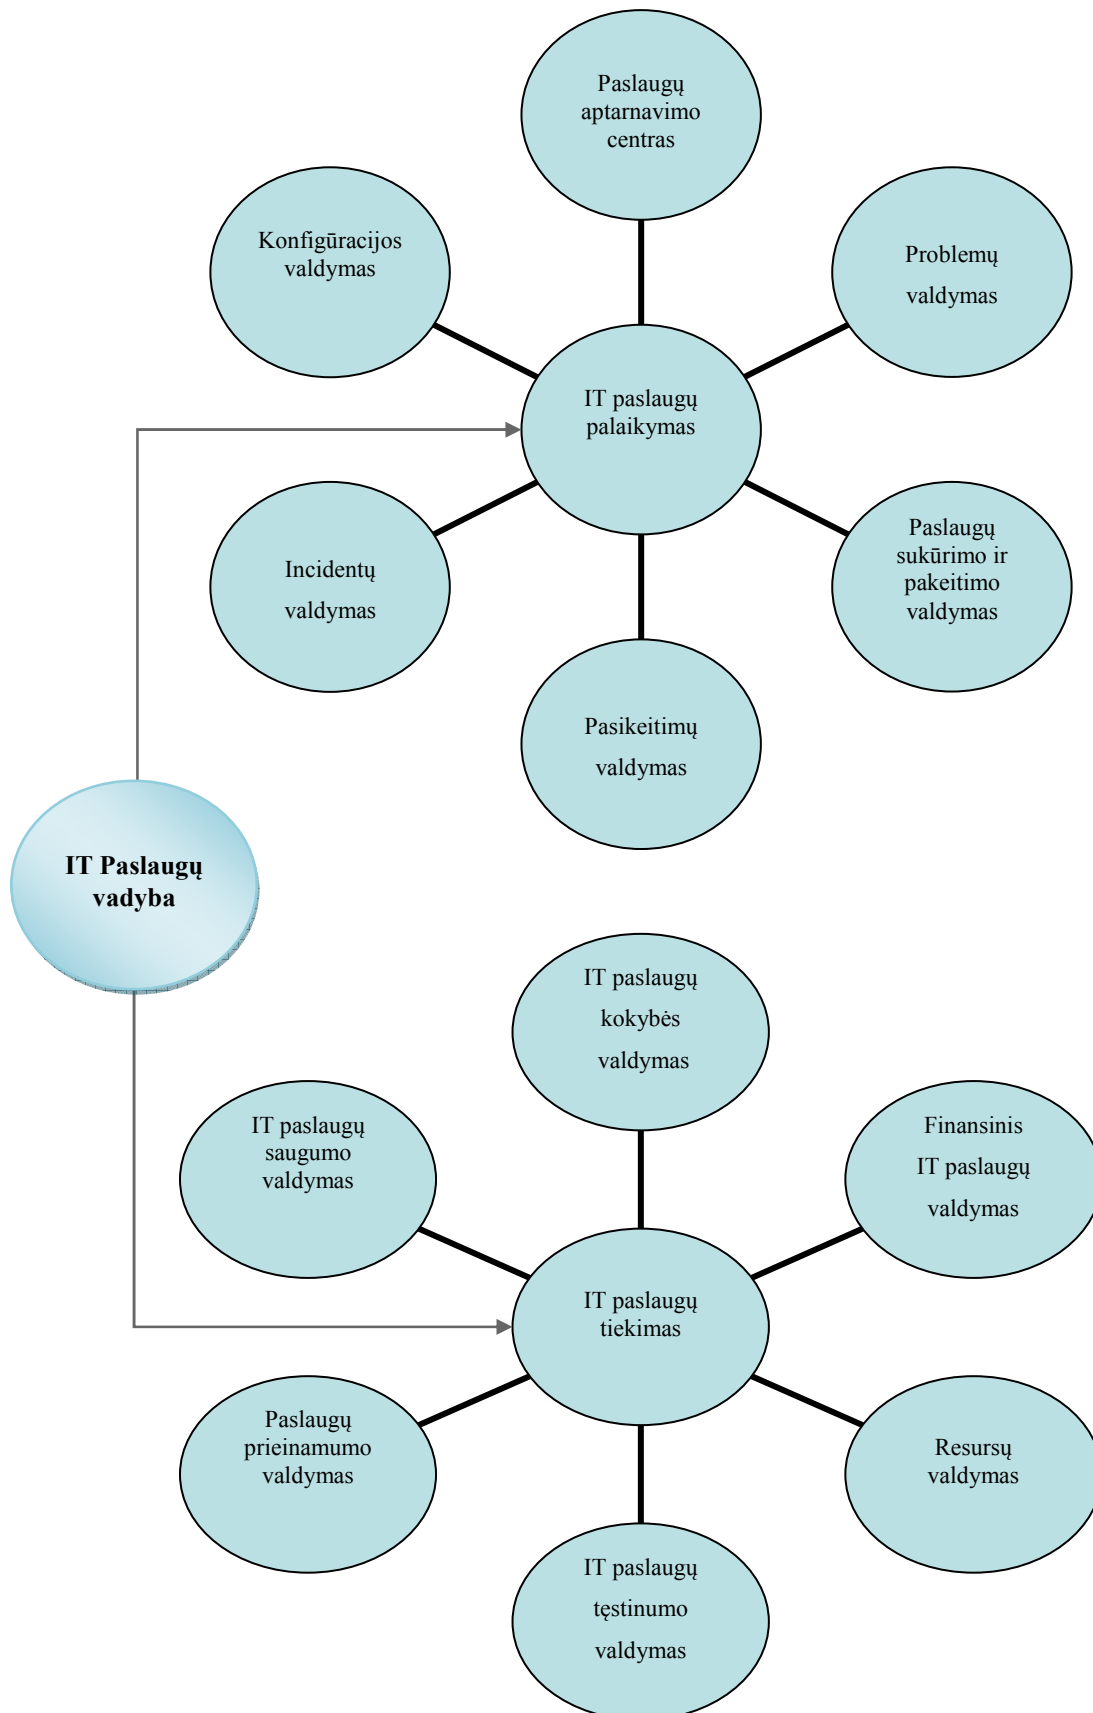 Paslaugų
aptarnavimo
centras
Konfigūracijos
valdymas
Problemų
valdymas
IT paslaugų
palaikymas
Incidentų
valdymas
Paslaugų
sukūrimo ir
pakeitimo
valdymas
Pasikeitimų
valdymas
IT Paslaugų
vadyba
IT paslaugų
kokybės
valdymas
IT paslaugų
saugumo
valdymas
Finansinis
IT paslaugų
valdymas
IT paslaugų
tiekimas
Paslaugų
prieinamumo
valdymas
Resursų
valdymas
IT paslaugų
tęstinumo
valdymas